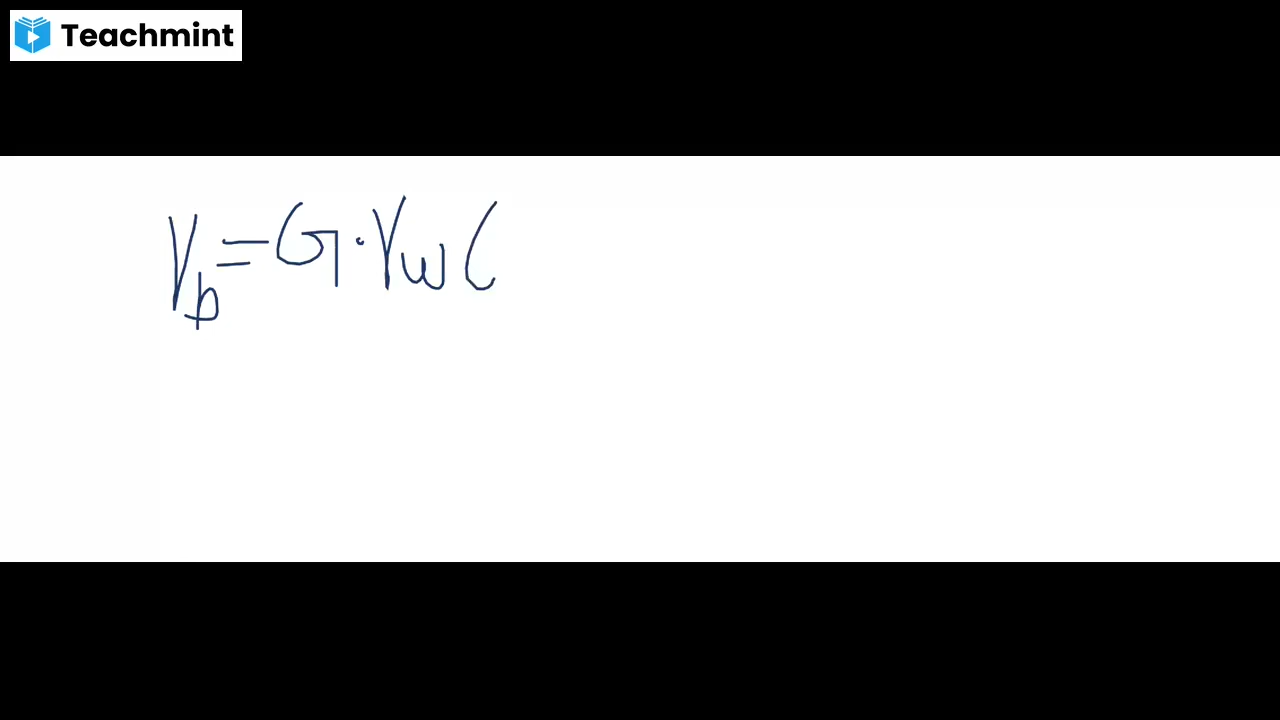 Teachmint
γb = G·γw (